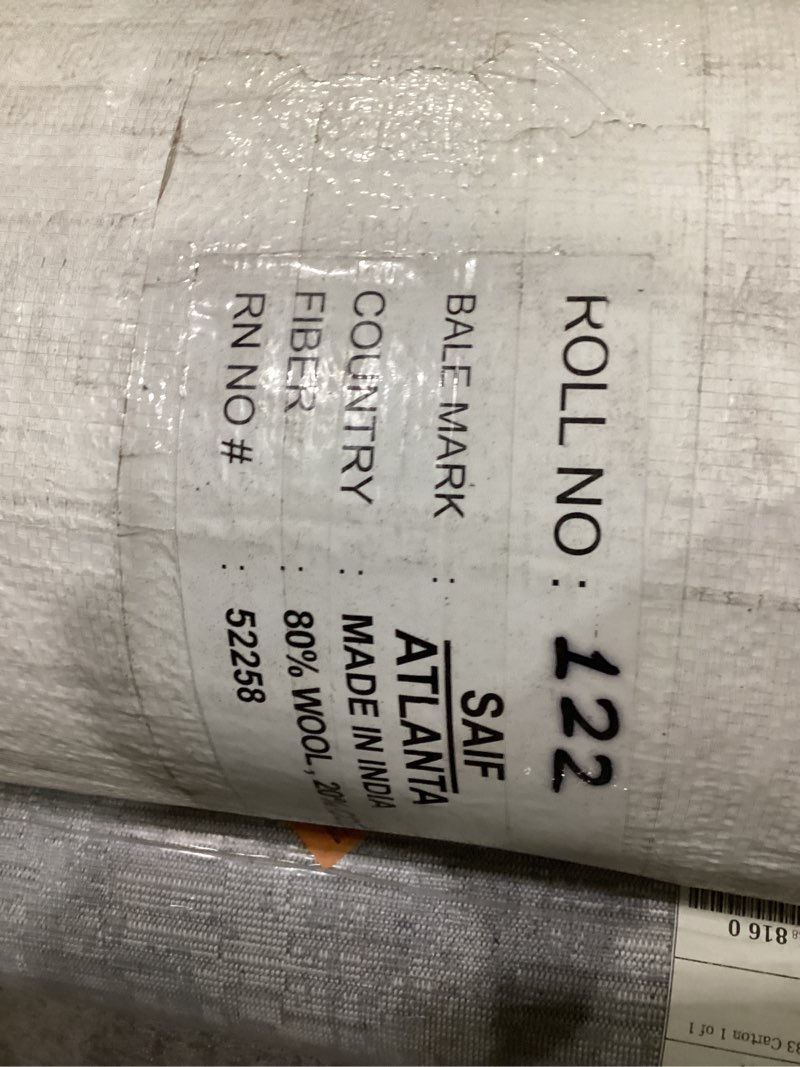 ROLL NO : 122
BALE MARK : SAIF
ATLANTA
COUNTRY : MADE IN INDIA
FIBER : 80% WOOL, 20%
RN NO # : 52258
816 0
Carton 1 of 1